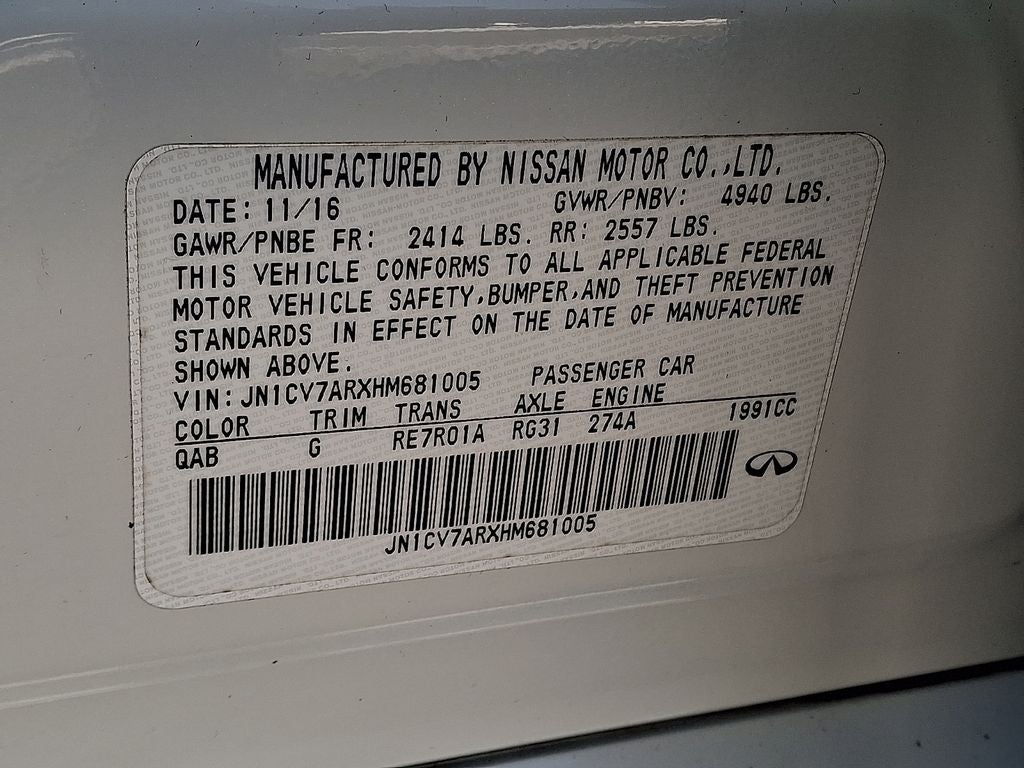 MANUFACTURED BY NISSAN MOTOR CO.,LTD.
DATE: 11/16 GVWR/PNBV: 4940 LBS.
GAWR/PNBE FR: 2414 LBS. RR: 2557 LBS.
THIS VEHICLE CONFORMS TO ALL APPLICABLE FEDERAL
MOTOR VEHICLE SAFETY,BUMPER,AND THEFT PREVENTION
STANDARDS IN EFFECT ON THE DATE OF MANUFACTURE
SHOWN ABOVE.
VIN: JN1CV7ARXHM681005 PASSENGER CAR
COLOR TRIM TRANS AXLE ENGINE
QAB G RE7R01A RG31 274A 1991CC
JN1CV7ARXHM681005